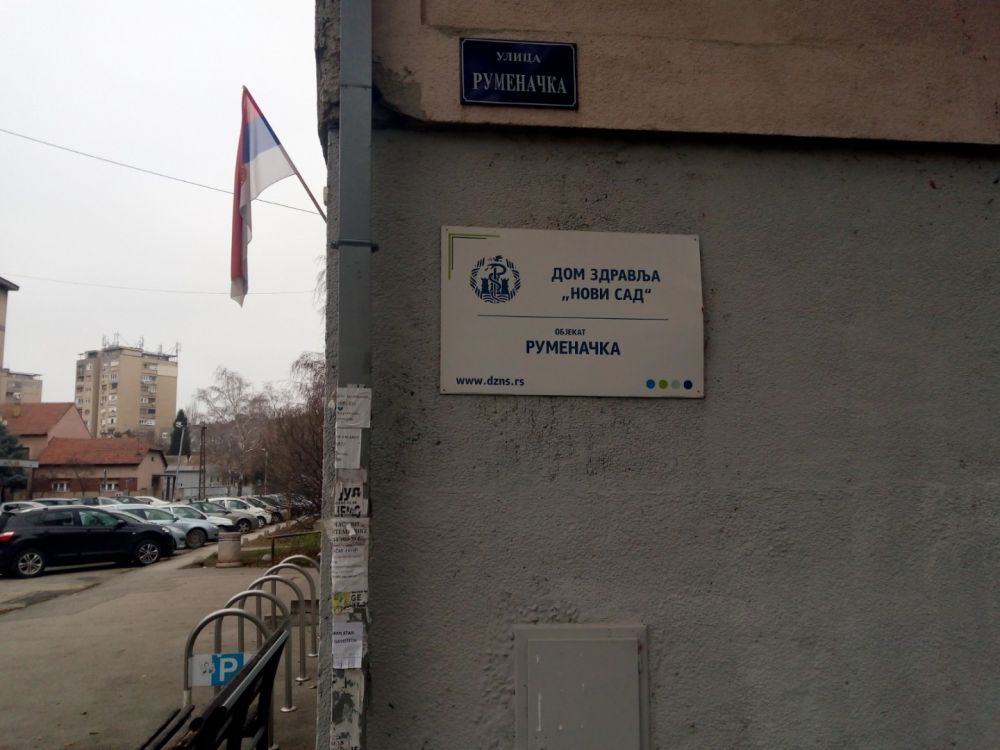 УЛИЦА
РУМЕНАЧКА
ДОМ ЗДРАВЉА
„НОВИ САД“
ОБЈЕКАТ
РУМЕНАЧКА
www.dzns.rs
P